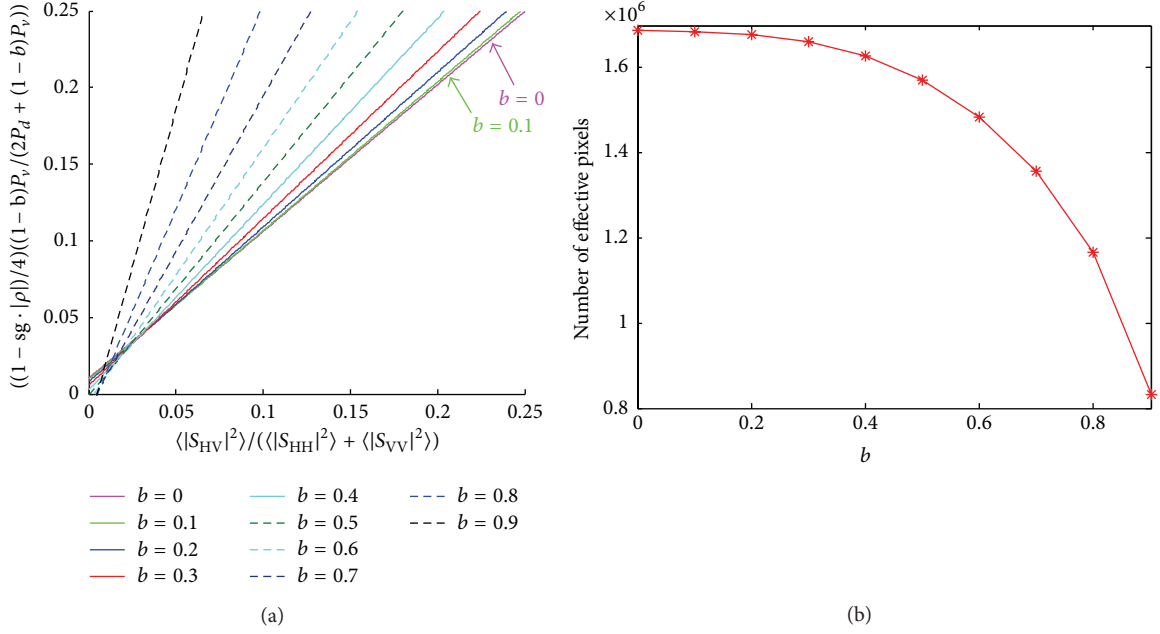 ((1 − sg · |ρ|)/4)((1 − b)P_v/(2P_d + (1 − b)P_v))
0.25
0.2
0.15
0.1
0.05
0
b = 0
b = 0.1
0 0.05 0.1 0.15 0.2 0.25
⟨|S_HV|²⟩/(⟨|S_HH|²⟩ + ⟨|S_VV|²⟩)
b = 0 b = 0.4 b = 0.8
b = 0.1 b = 0.5 b = 0.9
b = 0.2 b = 0.6
b = 0.3 b = 0.7
(a)
×10⁶
Number of effective pixels
1.6
1.4
1.2
1
0.8
0 0.2 0.4 0.6 0.8
b
(b)